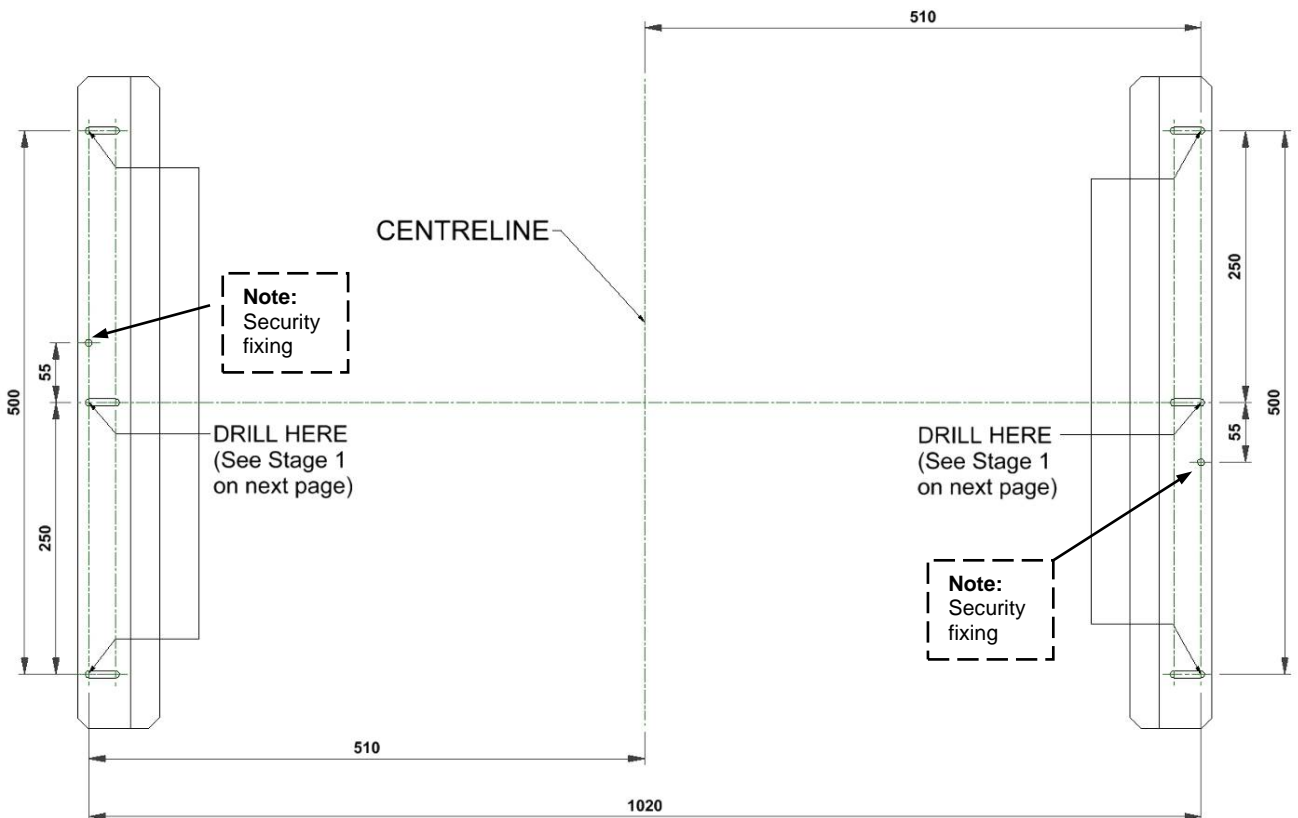 510
CENTRELINE
Note:
Security
fixing
250
55
500
500
55
DRILL HERE
(See Stage 1
on next page)
DRILL HERE
(See Stage 1
on next page)
250
Note:
Security
fixing
510
1020